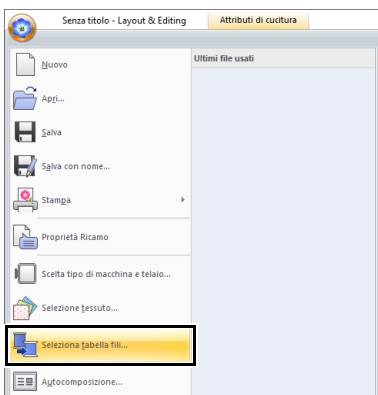 Senza titolo - Layout & Editing
Attributi di cucitura
Ultimi file usati
Nuovo
Apri...
Salva
Salva con nome...
Stampa
Proprietà Ricamo
Scelta tipo di macchina e telaio...
Selezione tessuto...
Seleziona tabella fili...
Autocomposizione...